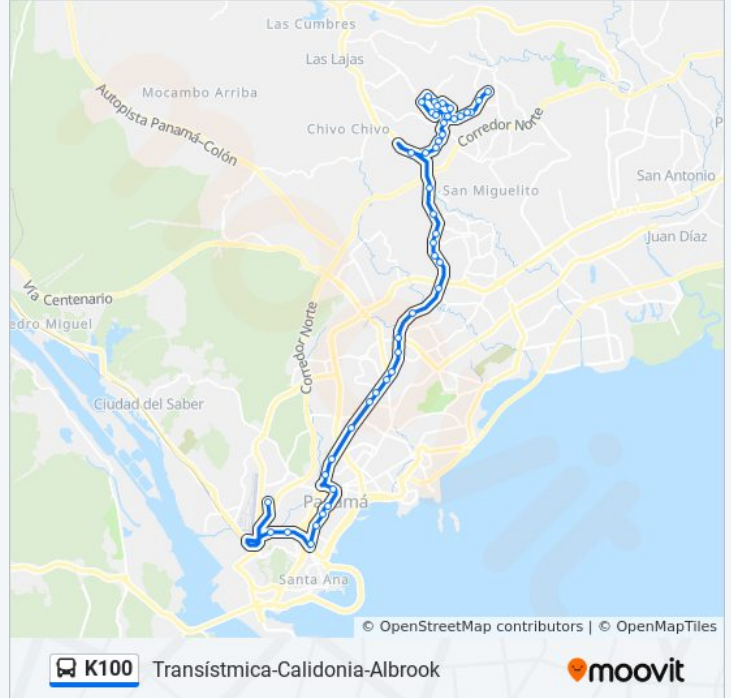 Las Cumbres
Las Lajas
Mocambo Arriba
Autopista Panamá-Colón
Chivo Chivo
Corredor Norte
San Antonio
San Miguelito
Juan Díaz
Vía Centenario
edro Miguel
Corredor Norte
Ciudad del Saber
Panamá
Santa Ana
© OpenStreetMap contributors | © OpenMapTiles
K100 Transístmica-Calidonia-Albrook
moovit